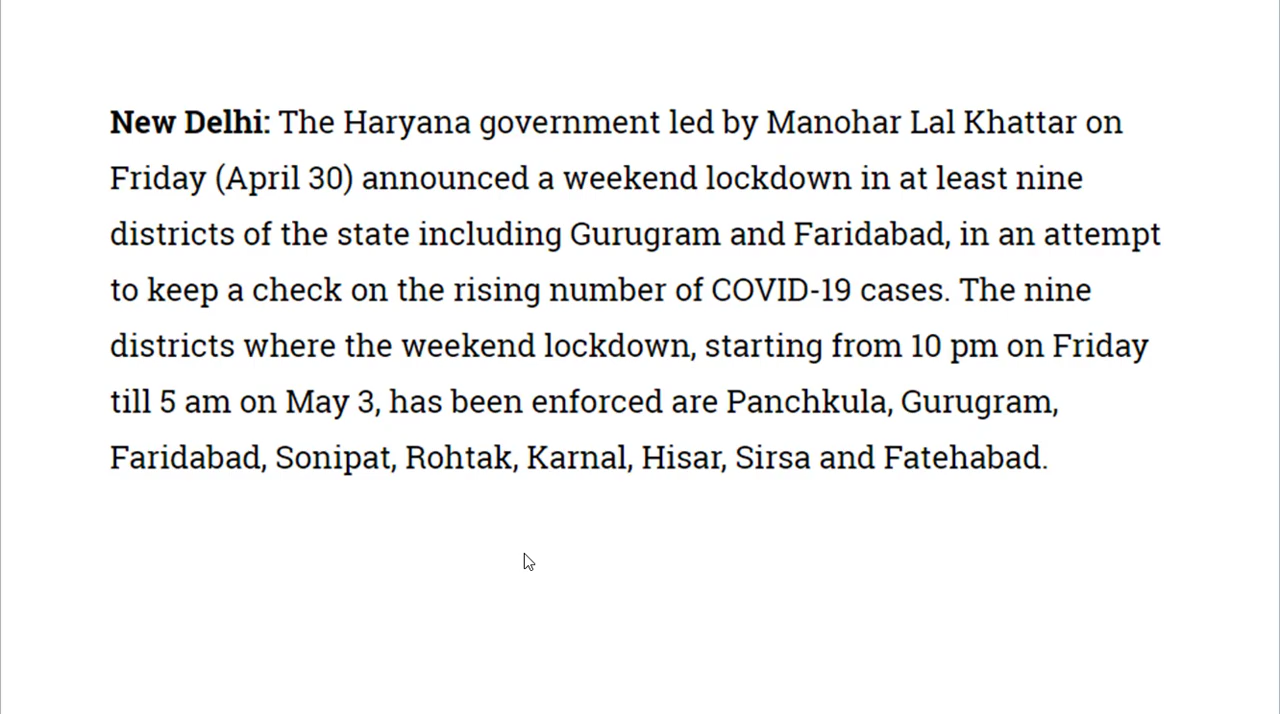 New Delhi: The Haryana government led by Manohar Lal Khattar on
Friday (April 30) announced a weekend lockdown in at least nine
districts of the state including Gurugram and Faridabad, in an attempt
to keep a check on the rising number of COVID-19 cases. The nine
districts where the weekend lockdown, starting from 10 pm on Friday
till 5 am on May 3, has been enforced are Panchkula, Gurugram,
Faridabad, Sonipat, Rohtak, Karnal, Hisar, Sirsa and Fatehabad.